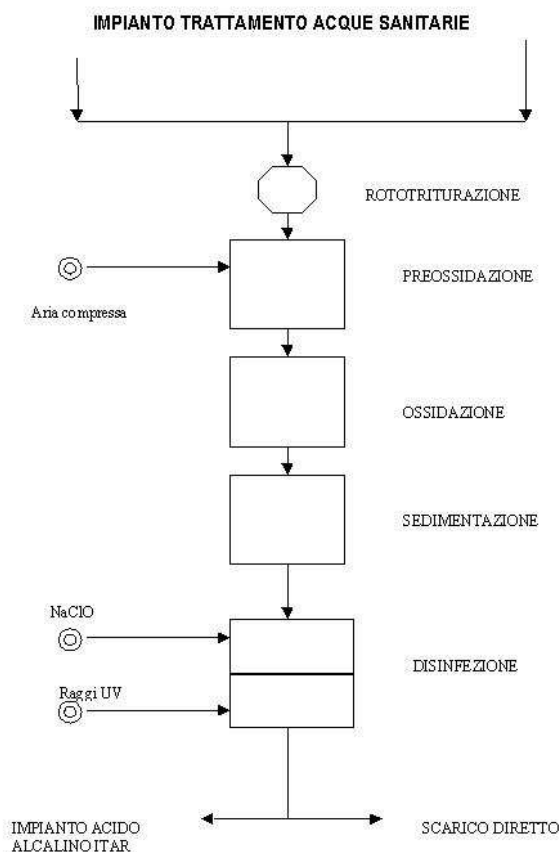 IMPIANTO TRATTAMENTO ACQUE SANITARIE
ROTOTRITURAZIONE
PREOSSIDAZIONE
Aria compressa
OSSIDAZIONE
SEDIMENTAZIONE
NaClO
DISINFEZIONE
Raggi UV
IMPIANTO ACIDO
ALCALINO ITAR
SCARICO DIRETTO